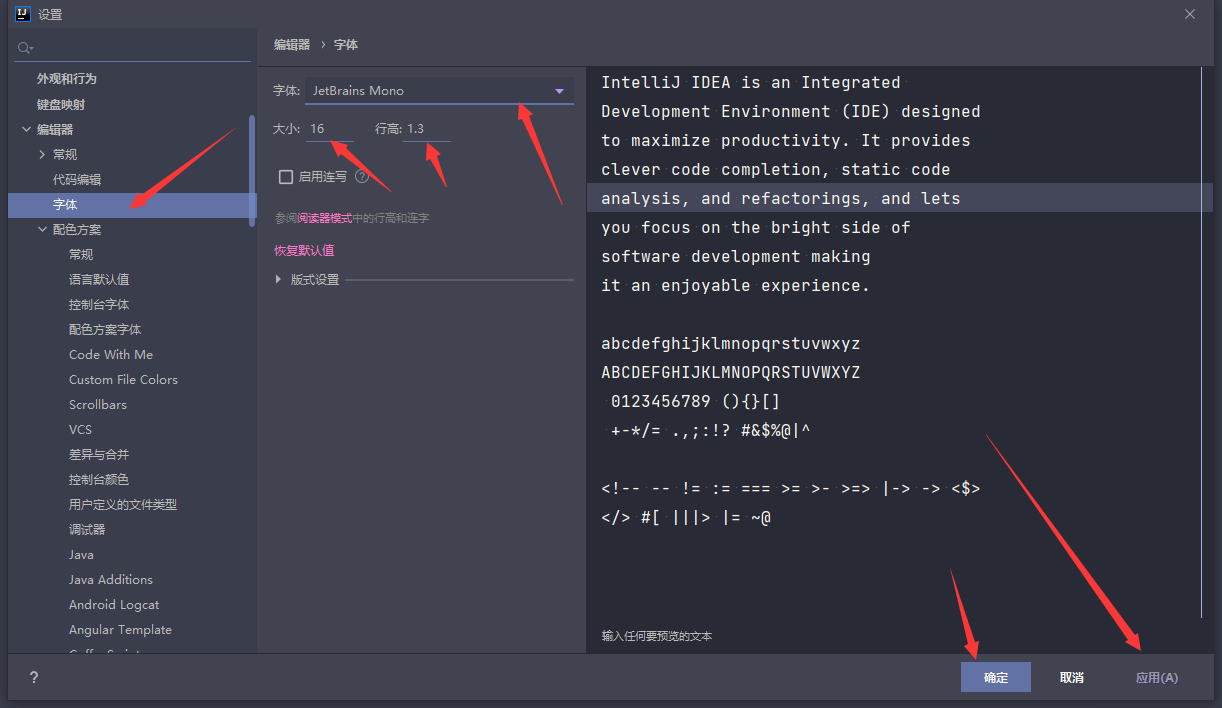 IJ
设置
外观和行为
键盘映射
编辑器
常规
代码编辑
字体
配色方案
常规
语言默认值
控制台字体
配色方案字体
Code With Me
Custom File Colors
Scrollbars
VCS
差异与合并
控制台颜色
用户定义的文件类型
调试器
Java
Java Additions
Android Logcat
Angular Template
编辑器 › 字体
字体: JetBrains Mono
大小: 16 行高: 1.3
启用连写 ?
参阅阅读器模式中的行高和连字
恢复默认值
版式设置
IntelliJ IDEA is an Integrated
Development Environment (IDE) designed
to maximize productivity. It provides
clever code completion, static code
analysis, and refactorings, and lets
you focus on the bright side of
software development making
it an enjoyable experience.
abcdefghijklmnopqrstuvwxyz
ABCDEFGHIJKLMNOPQRSTUVWXYZ
0123456789 (){}[]
+-*/= .,;:!? #&$%@|^
<!-- -- != := === >= >- >=> |-> -> <$>
</> #[ |||> |= ~@
输入任何要预览的文本
?
确定
取消
应用(A)